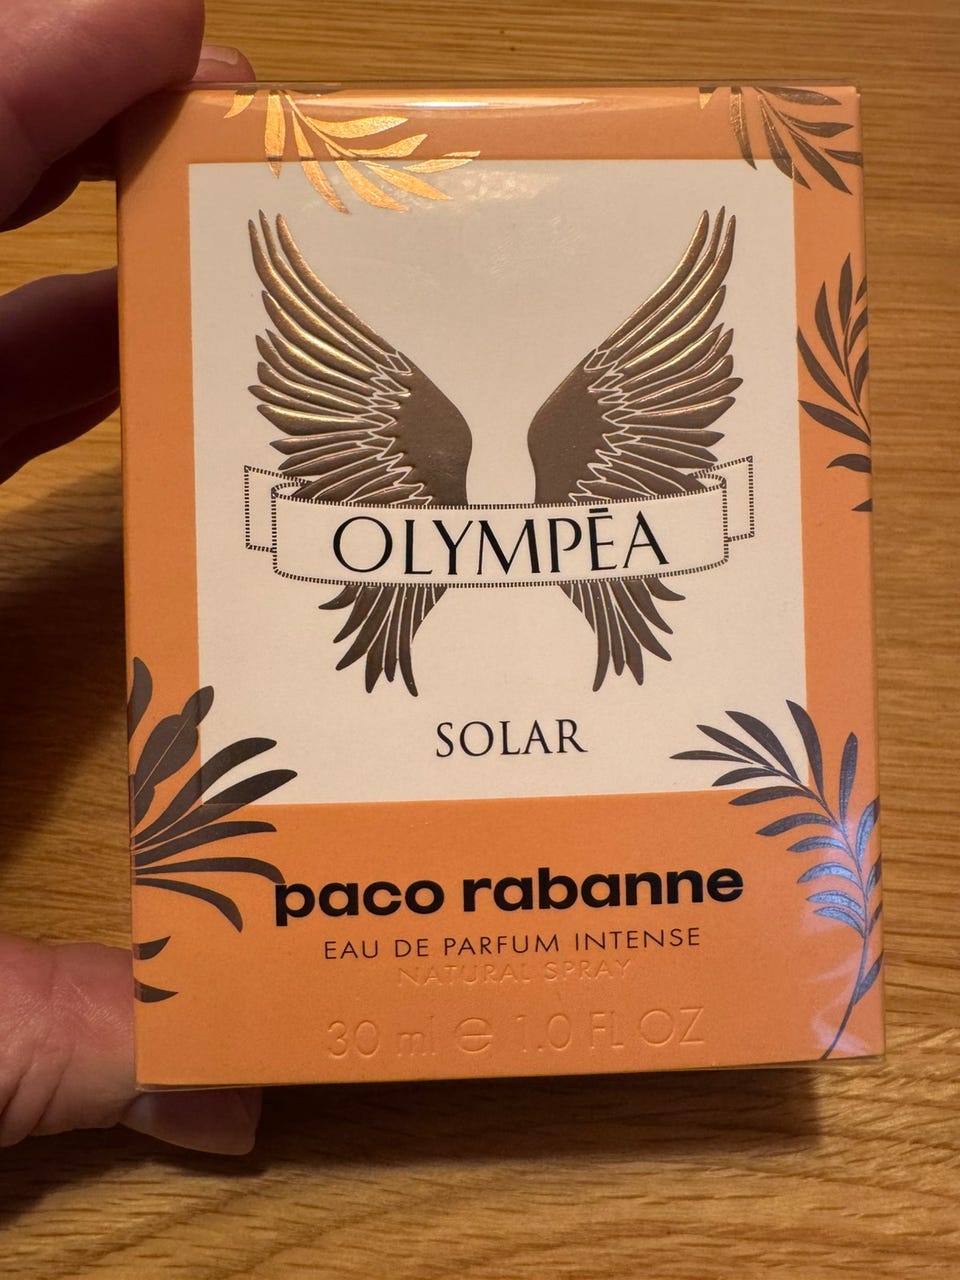 OLYMPĒA
SOLAR
paco rabanne
EAU DE PARFUM INTENSE
NATURAL SPRAY
30 ml ℮ 1.0 FL OZ